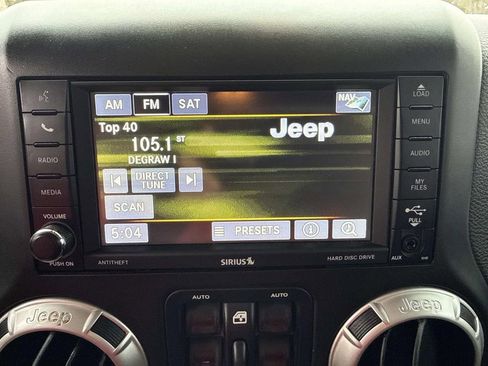 AM FM SAT NAV
Top 40
Jeep
105.1 ST
DEGRAW I
DIRECT
TUNE
SCAN
5:04 PRESETS
RADIO
MEDIA
VOLUME
PUSH ON
ANTITHEFT SIRIUS HARD DISC DRIVE
LOAD
MENU
AUDIO
MY
FILES
PULL
AUX
AUTO AUTO
Jeep Jeep